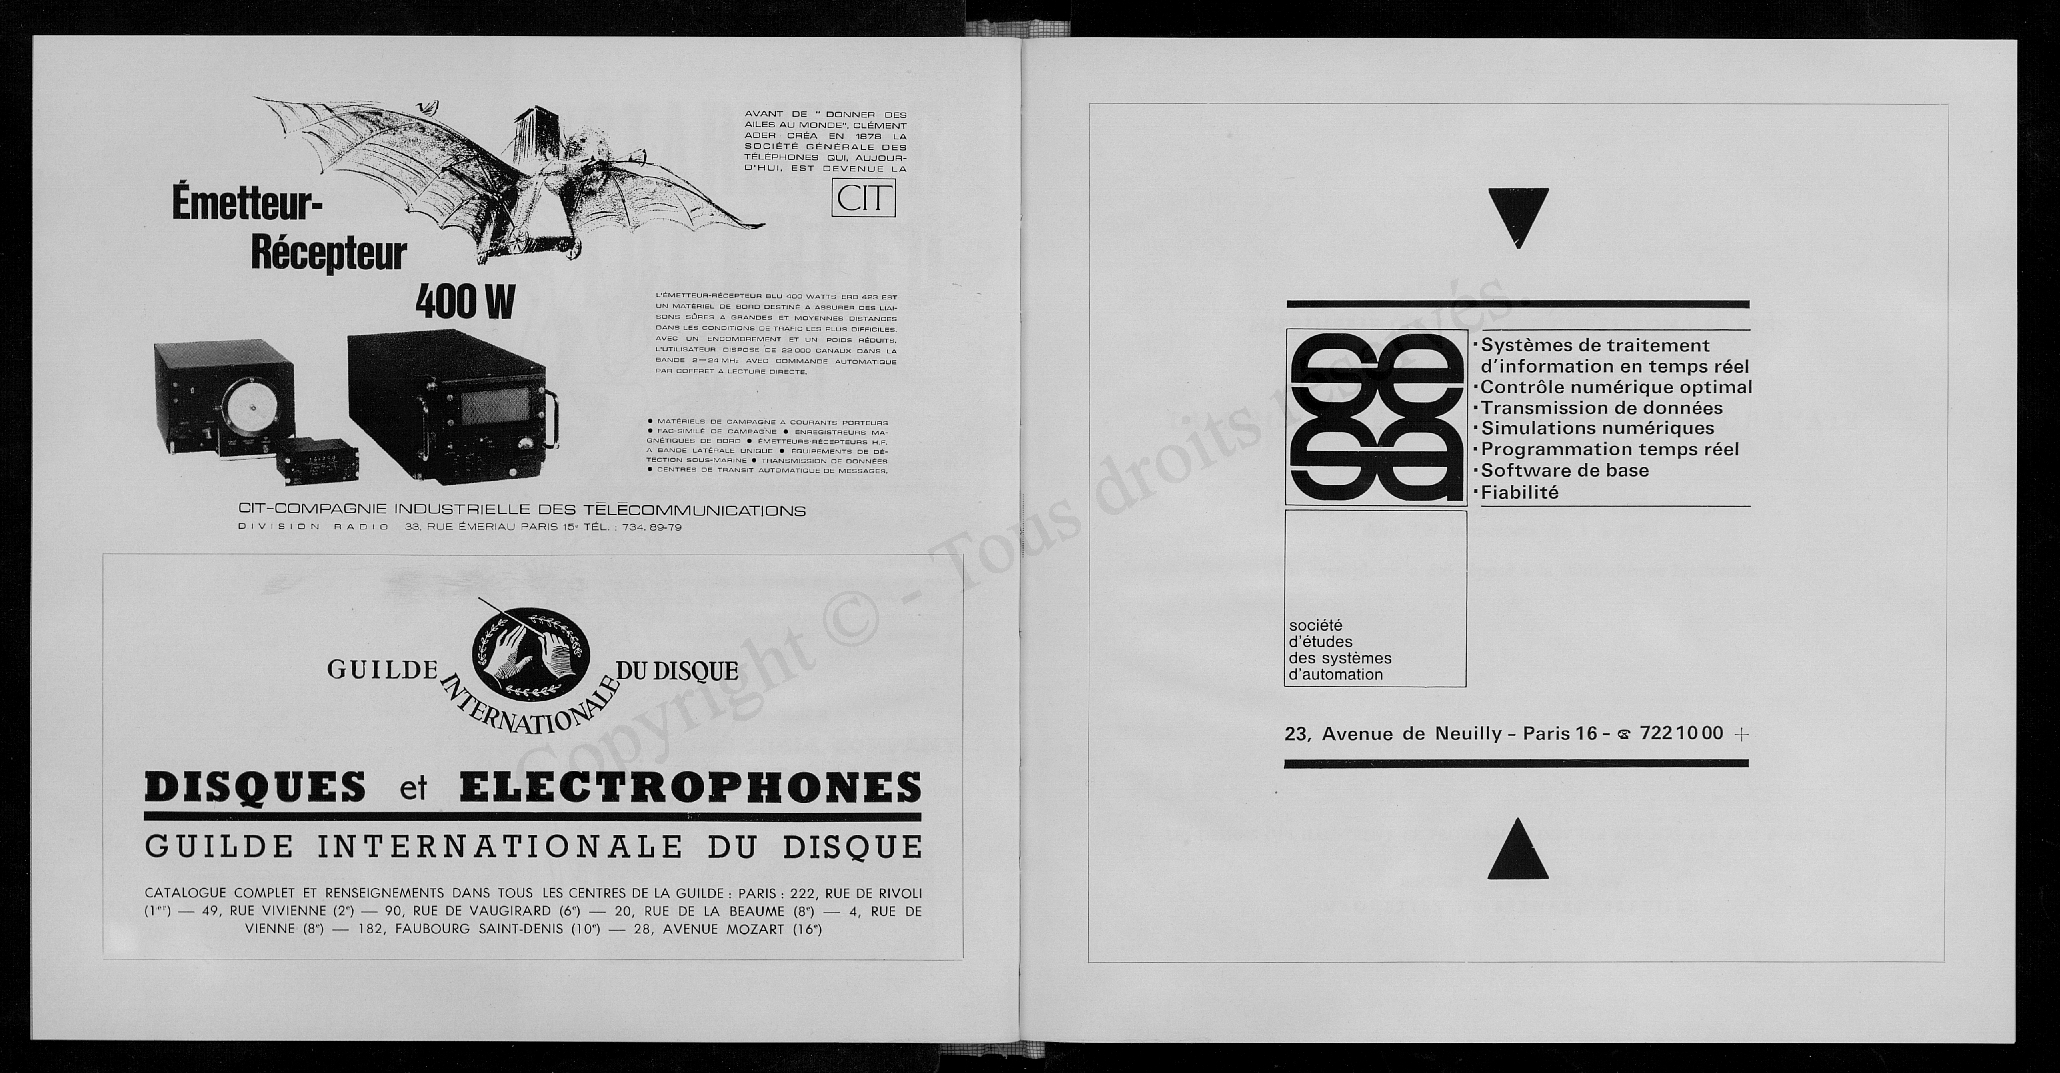 AVANT DE " DONNER DES
AILES AU MONDE", CLÉMENT
ADER CRÉA EN 1878 LA
SOCIÉTÉ GÉNÉRALE DES
TÉLÉPHONES QUI, AUJOUR-
D'HUI, EST DEVENUE LA
CIT
Émetteur-
Récepteur
400 W
L'ÉMETTEUR-RÉCEPTEUR BLU 400 WATTS ERB 423 EST
UN MATÉRIEL DE BORD DESTINÉ A ASSURER DES LIAI-
SONS SÛRES A GRANDES ET MOYENNES DISTANCES
DANS LES CONDITIONS DE TRAFIC LES PLUS DIFFICILES.
AVEC UN ENCOMBREMENT ET UN POIDS RÉDUITS,
L'UTILISATEUR DISPOSE DE 22 000 CANAUX DANS LA
BANDE 2-24 MHz AVEC COMMANDE AUTOMATIQUE
PAR COFFRET A LECTURE DIRECTE.
● MATÉRIELS DE CAMPAGNE A COURANTS PORTEURS
● FAC-SIMILÉ DE CAMPAGNE ● ENREGISTREURS MA-
GNÉTIQUES DE BORD ● ÉMETTEURS-RÉCEPTEURS H.F.
A BANDE LATÉRALE UNIQUE ● ÉQUIPEMENTS DE DÉ-
TECTION SOUS-MARINE ● TRANSMISSION DE DONNÉES
● CENTRES DE TRANSIT AUTOMATIQUE DE MESSAGES.
CIT-COMPAGNIE INDUSTRIELLE DES TÉLÉCOMMUNICATIONS
DIVISION RADIO 33, RUE ÉMERIAU PARIS 15e TÉL. : 734. 89-79
GUILDE INTERNATIONALE DU DISQUE
DISQUES et ELECTROPHONES
GUILDE INTERNATIONALE DU DISQUE
CATALOGUE COMPLET ET RENSEIGNEMENTS DANS TOUS LES CENTRES DE LA GUILDE : PARIS : 222, RUE DE RIVOLI
(1er) — 49, RUE VIVIENNE (2e) — 90, RUE DE VAUGIRARD (6e) — 20, RUE DE LA BEAUME (8e) — 4, RUE DE
VIENNE (8e) — 182, FAUBOURG SAINT-DENIS (10e) — 28, AVENUE MOZART (16e)
se
sa
·Systèmes de traitement
d'information en temps réel
·Contrôle numérique optimal
·Transmission de données
·Simulations numériques
·Programmation temps réel
·Software de base
·Fiabilité
société
d'études
des systèmes
d'automation
23, Avenue de Neuilly - Paris 16 - ☎ 722 10 00 +
Copyright © - Tous droits réservés.